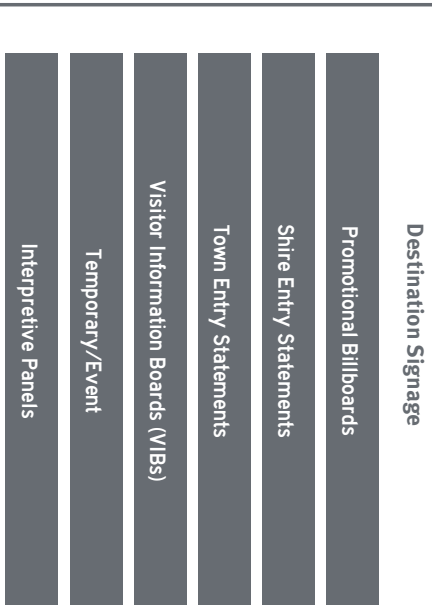 Destination Signage
Promotional Billboards
Shire Entry Statements
Town Entry Statements
Visitor Information Boards (VIBs)
Temporary/Event
Interpretive Panels